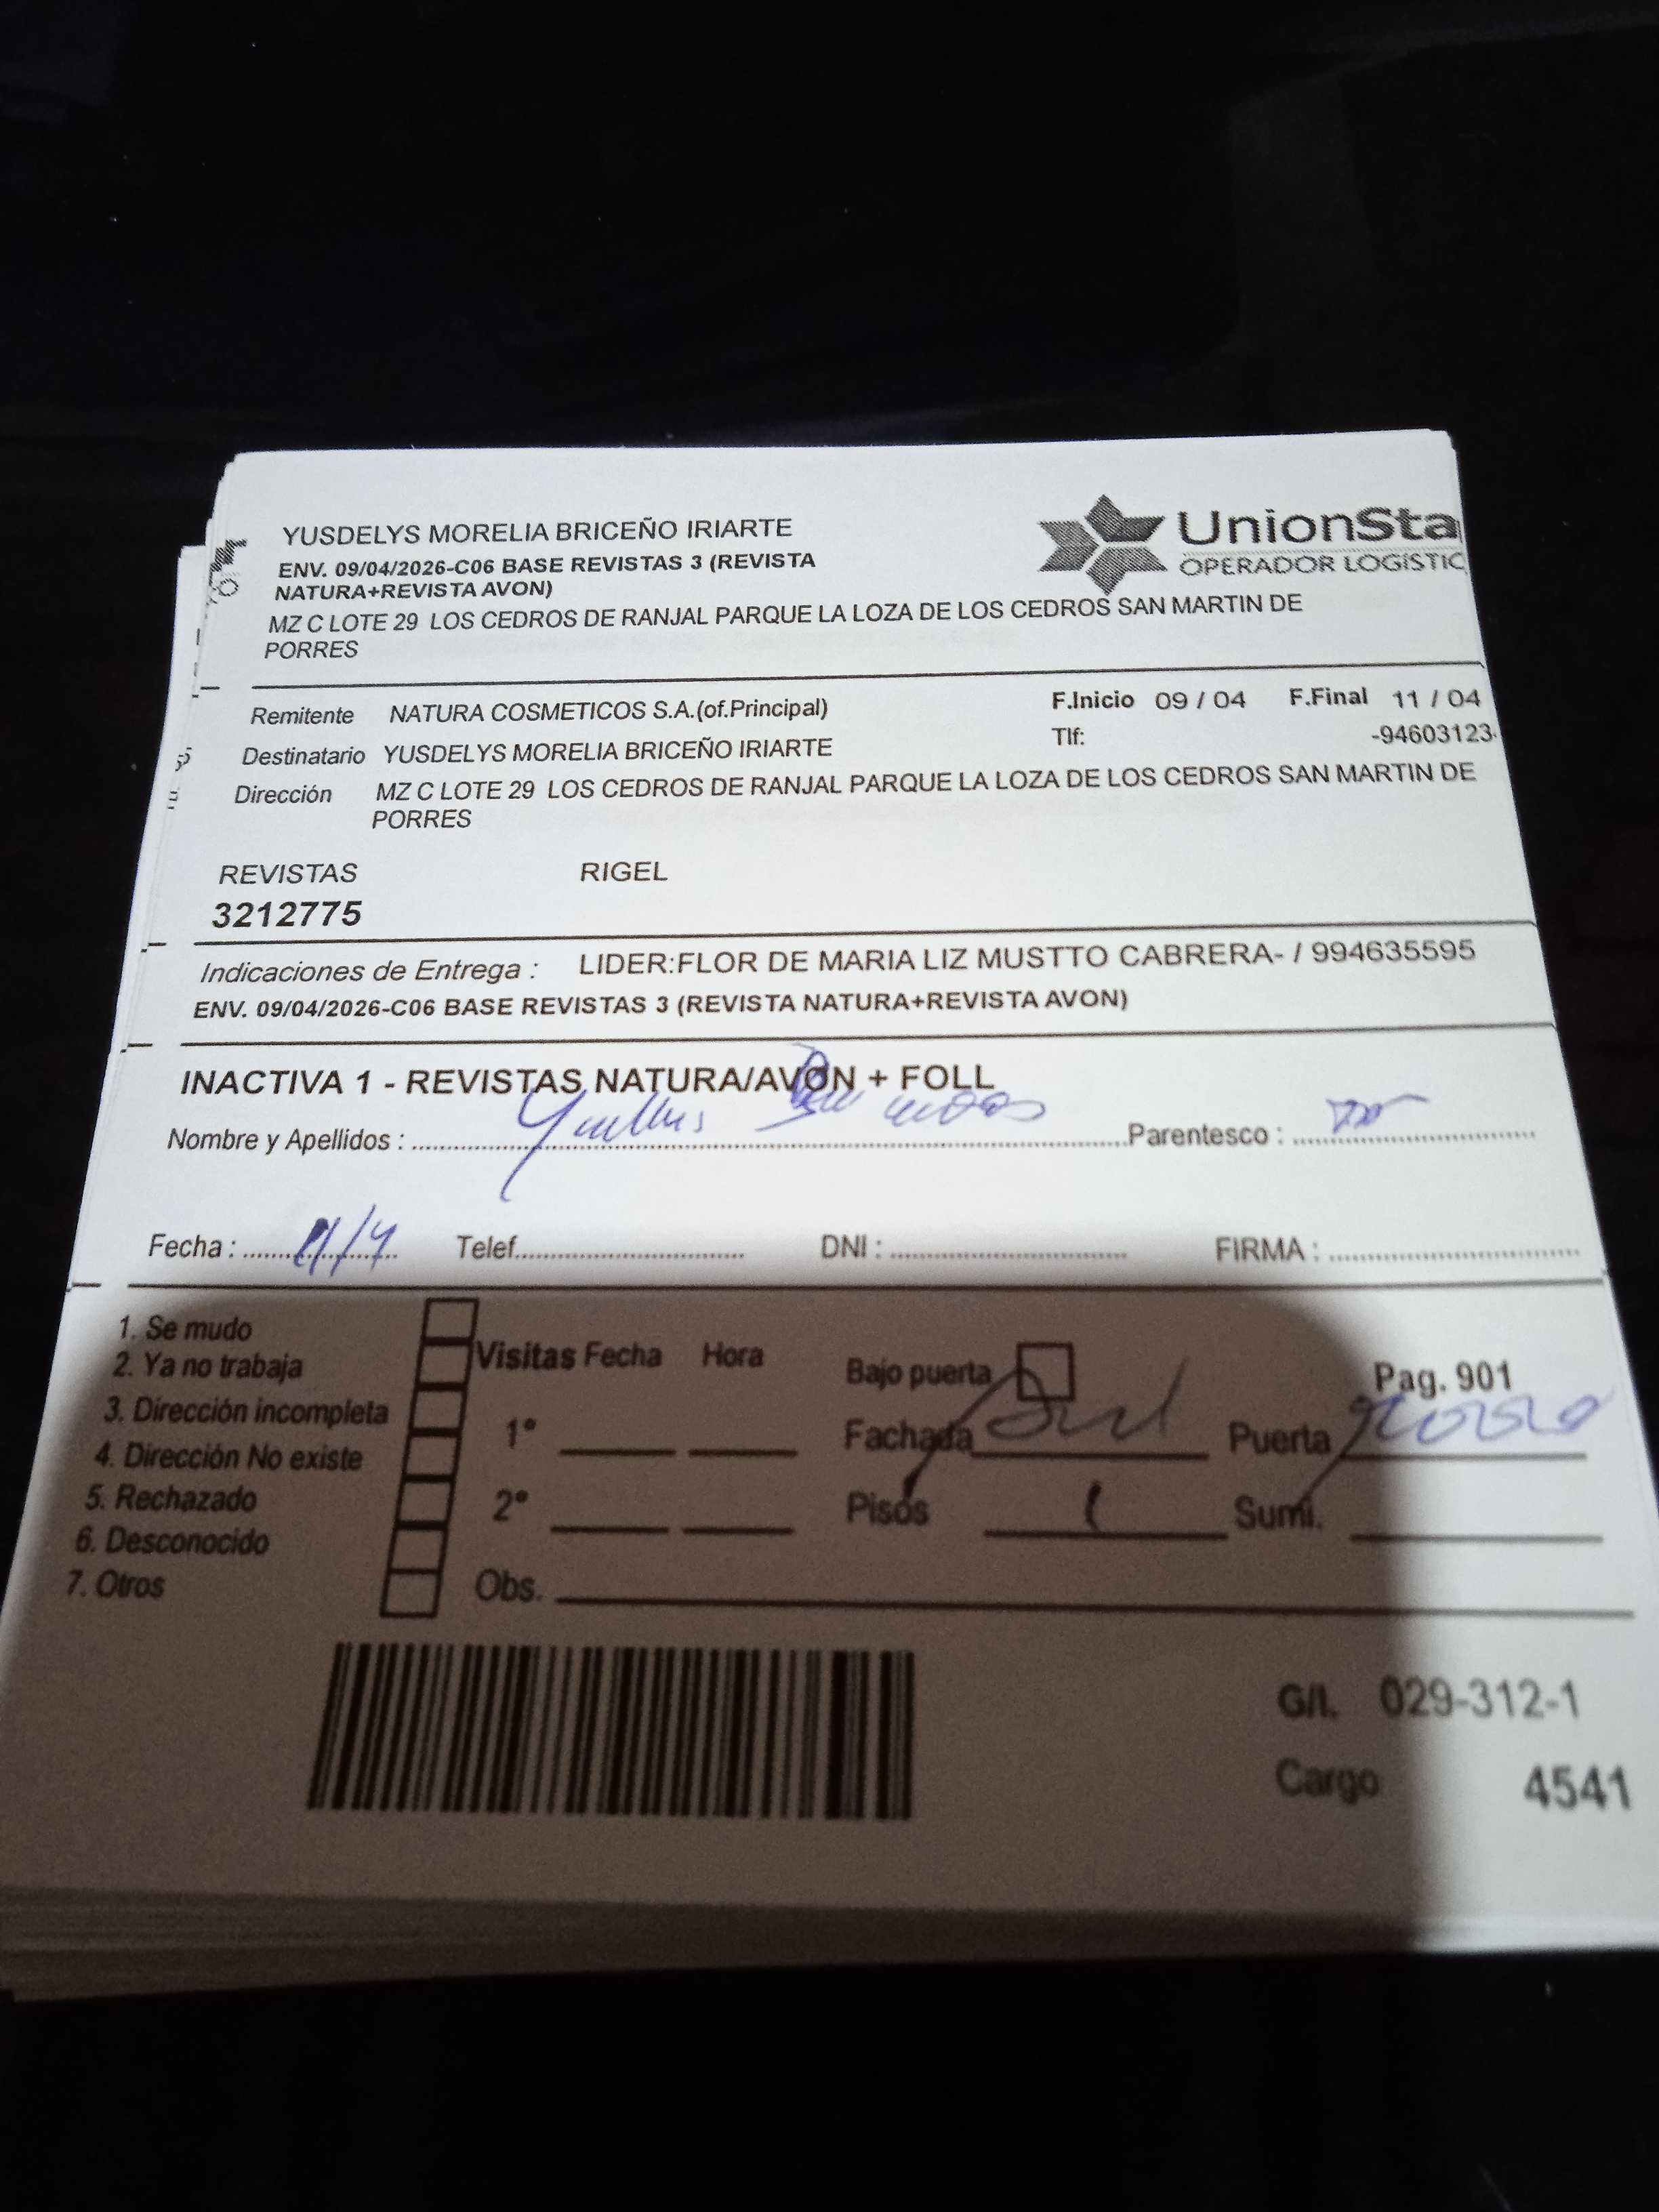 YUSDELYS MORELIA BRICEÑO IRIARTE
ENV. 09/04/2026-C06 BASE REVISTAS 3 (REVISTA
NATURA+REVISTA AVON)
MZ C LOTE 29 LOS CEDROS DE RANJAL PARQUE LA LOZA DE LOS CEDROS SAN MARTIN DE
PORRES
UnionSta
OPERADOR LOGÍSTIC
Remitente NATURA COSMETICOS S.A.(of.Principal) F.Inicio 09 / 04 F.Final 11 / 04
Destinatario YUSDELYS MORELIA BRICEÑO IRIARTE Tlf: -94603123
Dirección MZ C LOTE 29 LOS CEDROS DE RANJAL PARQUE LA LOZA DE LOS CEDROS SAN MARTIN DE
PORRES
REVISTAS RIGEL
3212775
Indicaciones de Entrega : LIDER:FLOR DE MARIA LIZ MUSTTO CABRERA- / 994635595
ENV. 09/04/2026-C06 BASE REVISTAS 3 (REVISTA NATURA+REVISTA AVON)
INACTIVA 1 - REVISTAS NATURA/AVON + FOLL
Nombre y Apellidos : Parentesco :
Fecha : 11/4 Telef. DNI : FIRMA :
1. Se mudo
2. Ya no trabaja
3. Dirección incompleta
4. Dirección No existe
5. Rechazado
6. Desconocido
7. Otros
Visitas Fecha Hora
1°
2°
Obs.
Bajo puerta
Fachada
Pisos 1
Pag. 901
Puerta
Sumi.
G/I. 029-312-1
Cargo 4541